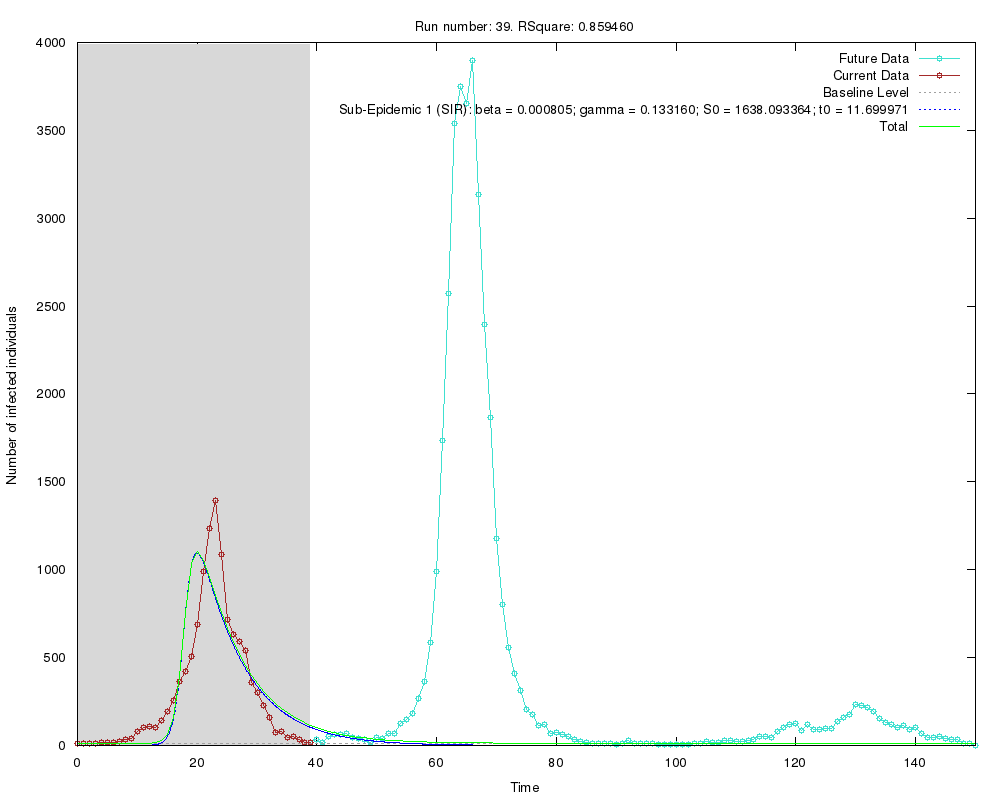 Run number: 39. RSquare: 0.859460
Future Data
Current Data
Baseline Level
Sub-Epidemic 1 (SIR): beta = 0.000805; gamma = 0.133160; S0 = 1638.093364; t0 = 11.699971
Total
4000
3500
3000
2500
2000
1500
1000
500
0
Number of infected individuals
0 20 40 60 80 100 120 140
Time